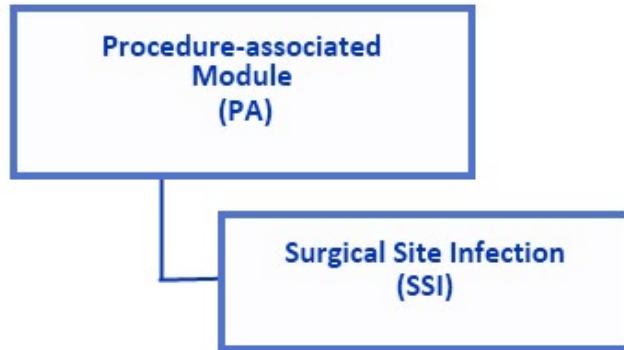 Procedure-associated
Module
(PA)
Surgical Site Infection
(SSI)